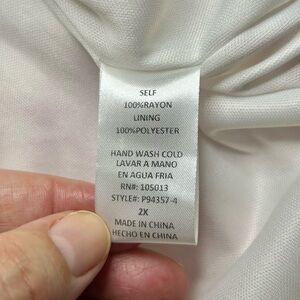 SELF
100%RAYON
LINING
100%POLYESTER
HAND WASH COLD
LAVAR A MANO
EN AGUA FRIA
RN#: 105013
STYLE#: P94357-4
2X
MADE IN CHINA
HECHO EN CHINA